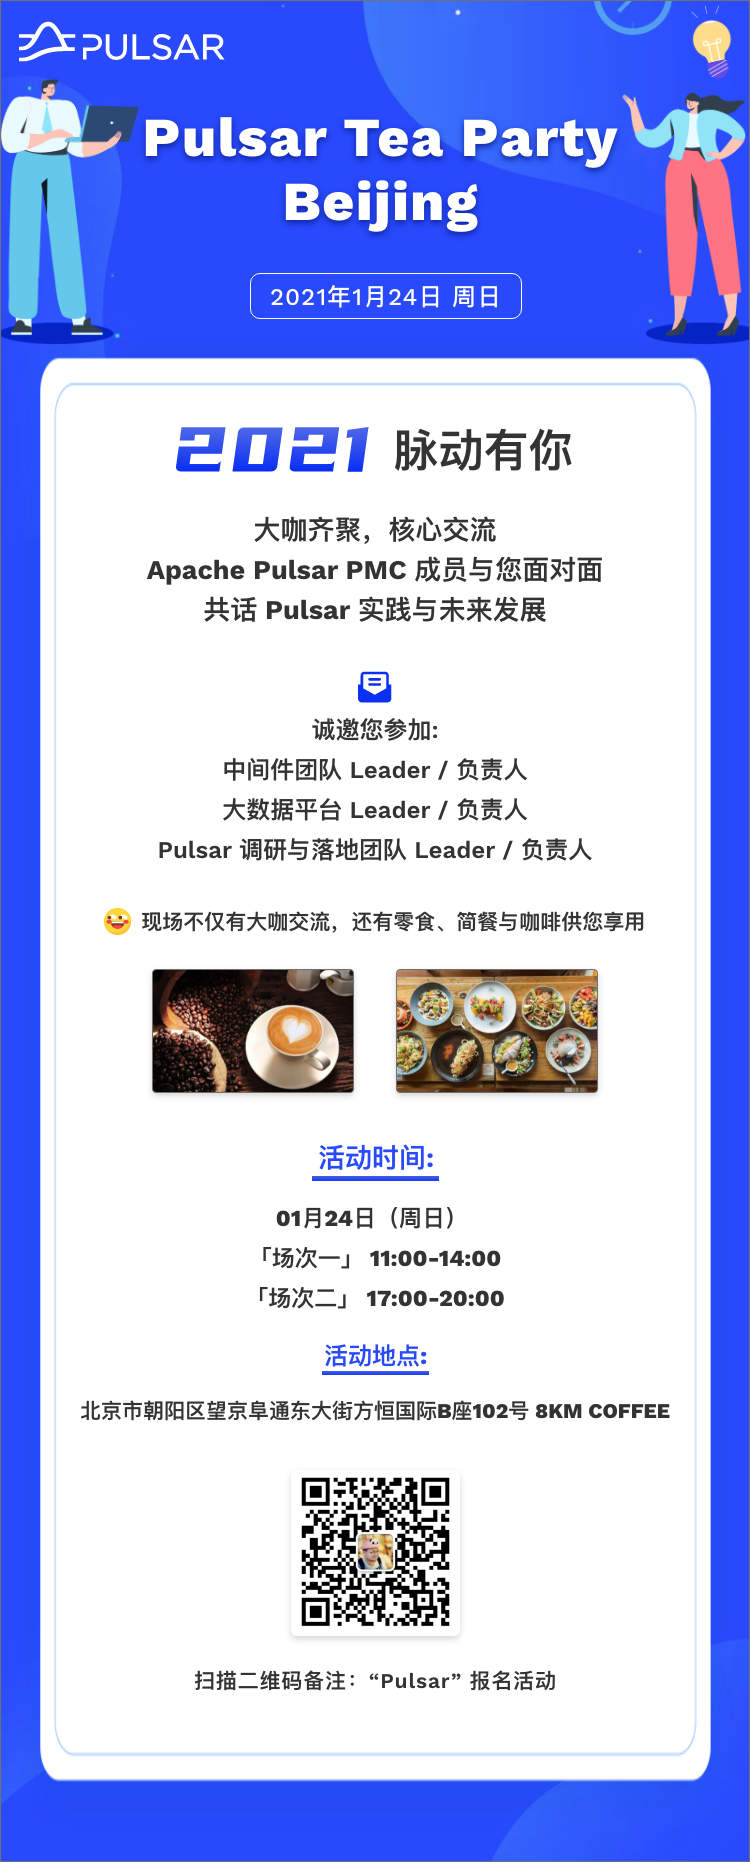 PULSAR
Pulsar Tea Party
Beijing
2021年1月24日 周日
2021 脉动有你
大咖齐聚，核心交流
Apache Pulsar PMC 成员与您面对面
共话 Pulsar 实践与未来发展
诚邀您参加:
中间件团队 Leader / 负责人
大数据平台 Leader / 负责人
Pulsar 调研与落地团队 Leader / 负责人
现场不仅有大咖交流，还有零食、简餐与咖啡供您享用
活动时间:
01月24日（周日）
「场次一」 11:00-14:00
「场次二」 17:00-20:00
活动地点:
北京市朝阳区望京阜通东大街方恒国际B座102号 8KM COFFEE
扫描二维码备注：“Pulsar” 报名活动